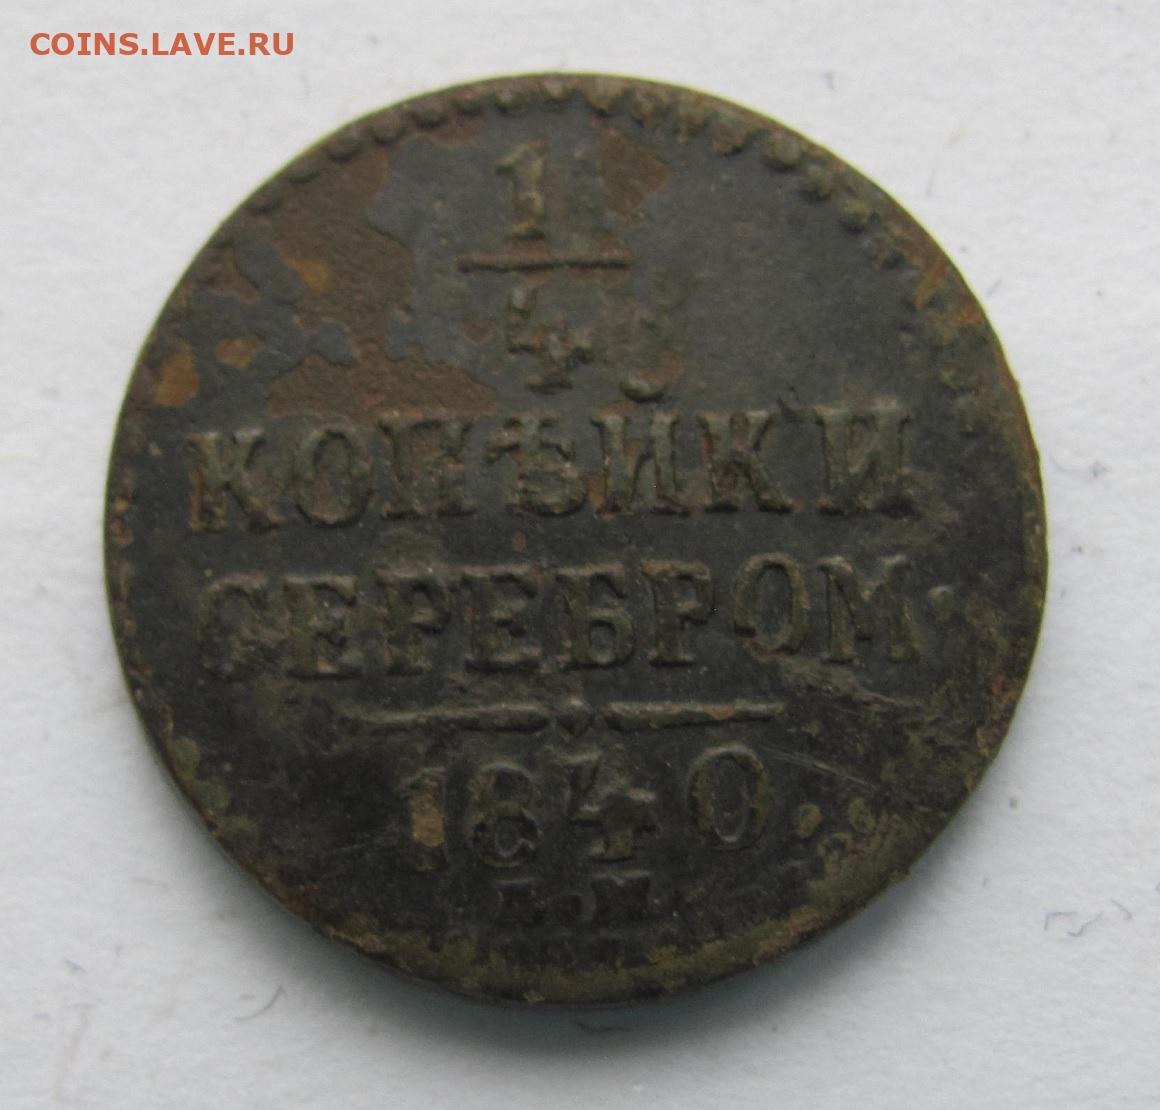 COINS.LAVE.RU
1
4
КОПѢЙКИ
СЕРЕБРОМ.
1840.